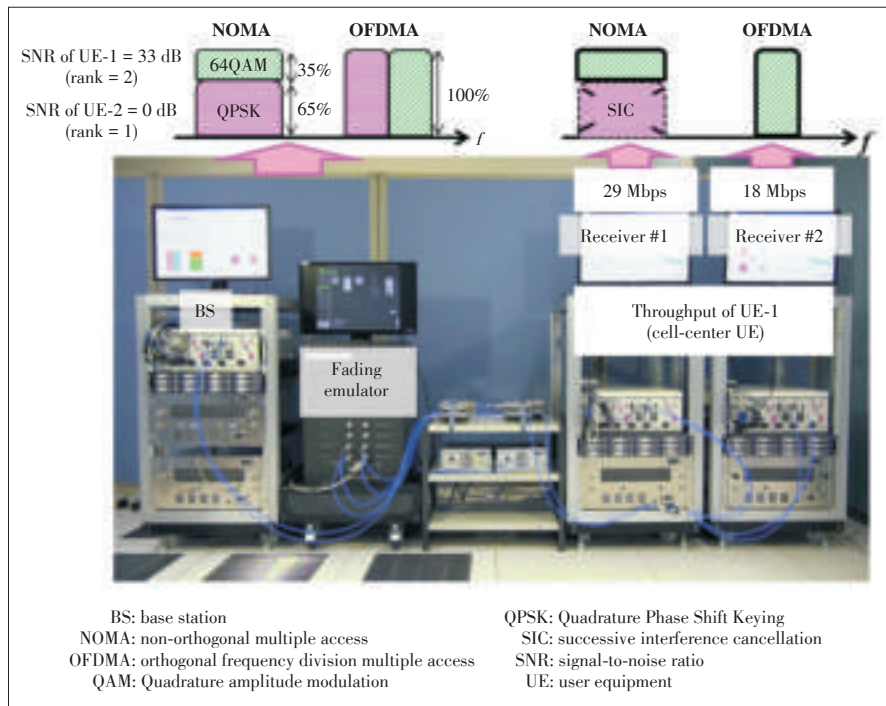 NOMA
OFDMA
NOMA
OFDMA
SNR of UE-1 = 33 dB
(rank = 2)
64QAM
35%
100%
SNR of UE-2 = 0 dB
(rank = 1)
QPSK
65%
SIC
f
f
29 Mbps
18 Mbps
Receiver #1
Receiver #2
BS
Throughput of UE-1
(cell-center UE)
Fading
emulator
BS: base station
NOMA: non-orthogonal multiple access
OFDMA: orthogonal frequency division multiple access
QAM: Quadrature amplitude modulation
QPSK: Quadrature Phase Shift Keying
SIC: successive interference cancellation
SNR: signal-to-noise ratio
UE: user equipment